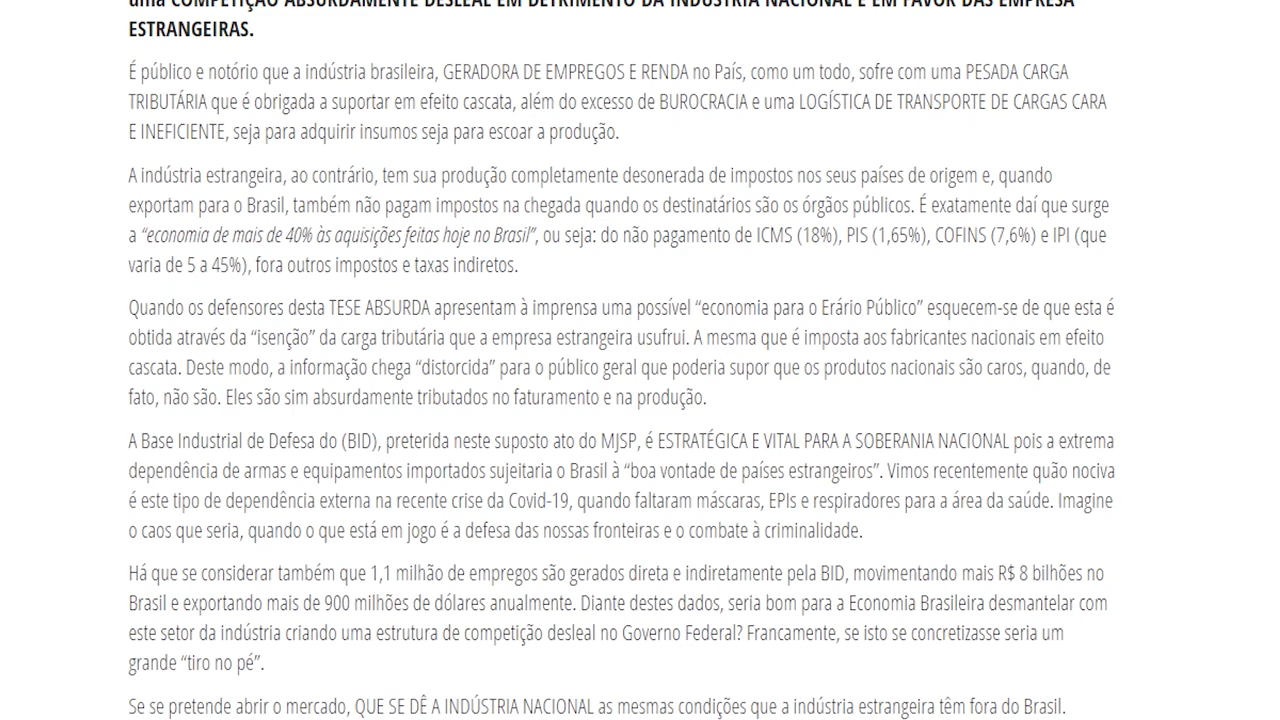 uma COMPETIÇÃO ABSURDAMENTE DESLEAL EM DETRIMENTO DA INDÚSTRIA NACIONAL E EM FAVOR DAS EMPRESA
ESTRANGEIRAS.
É público e notório que a indústria brasileira, GERADORA DE EMPREGOS E RENDA no País, como um todo, sofre com uma PESADA CARGA
TRIBUTÁRIA que é obrigada a suportar em efeito cascata, além do excesso de BUROCRACIA e uma LOGÍSTICA DE TRANSPORTE DE CARGAS CARA
E INEFICIENTE, seja para adquirir insumos seja para escoar a produção.
A indústria estrangeira, ao contrário, tem sua produção completamente desonerada de impostos nos seus países de origem e, quando
exportam para o Brasil, também não pagam impostos na chegada quando os destinatários são os órgãos públicos. É exatamente daí que surge
a “economia de mais de 40% às aquisições feitas hoje no Brasil”, ou seja: do não pagamento de ICMS (18%), PIS (1,65%), COFINS (7,6%) e IPI (que
varia de 5 a 45%), fora outros impostos e taxas indiretos.
Quando os defensores desta TESE ABSURDA apresentam à imprensa uma possível “economia para o Erário Público” esquecem-se de que esta é
obtida através da “isenção” da carga tributária que a empresa estrangeira usufrui. A mesma que é imposta aos fabricantes nacionais em efeito
cascata. Deste modo, a informação chega “distorcida” para o público geral que poderia supor que os produtos nacionais são caros, quando, de
fato, não são. Eles são sim absurdamente tributados no faturamento e na produção.
A Base Industrial de Defesa do (BID), preterida neste suposto ato do MJSP, é ESTRATÉGICA E VITAL PARA A SOBERANIA NACIONAL pois a extrema
dependência de armas e equipamentos importados sujeitaria o Brasil à “boa vontade de países estrangeiros”. Vimos recentemente quão nociva
é este tipo de dependência externa na recente crise da Covid-19, quando faltaram máscaras, EPIs e respiradores para a área da saúde. Imagine
o caos que seria, quando o que está em jogo é a defesa das nossas fronteiras e o combate à criminalidade.
Há que se considerar também que 1,1 milhão de empregos são gerados direta e indiretamente pela BID, movimentando mais R$ 8 bilhões no
Brasil e exportando mais de 900 milhões de dólares anualmente. Diante destes dados, seria bom para a Economia Brasileira desmantelar com
este setor da indústria criando uma estrutura de competição desleal no Governo Federal? Francamente, se isto se concretizasse seria um
grande “tiro no pé”.
Se se pretende abrir o mercado, QUE SE DÊ A INDÚSTRIA NACIONAL as mesmas condições que a indústria estrangeira têm fora do Brasil.